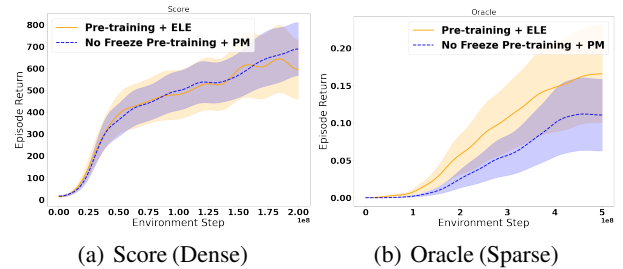 Score
Pre-training + ELE
No Freeze Pre-training + PM
Episode Return
800
700
600
500
400
300
200
100
0
0.00 0.25 0.50 0.75 1.00 1.25 1.50 1.75 2.00
1e8
Environment Step
(a) Score (Dense)
Oracle
Pre-training + ELE
No Freeze Pre-training + PM
Episode Return
0.20
0.15
0.10
0.05
0.00
0 1 2 3 4 5
1e8
Environment Step
(b) Oracle (Sparse)